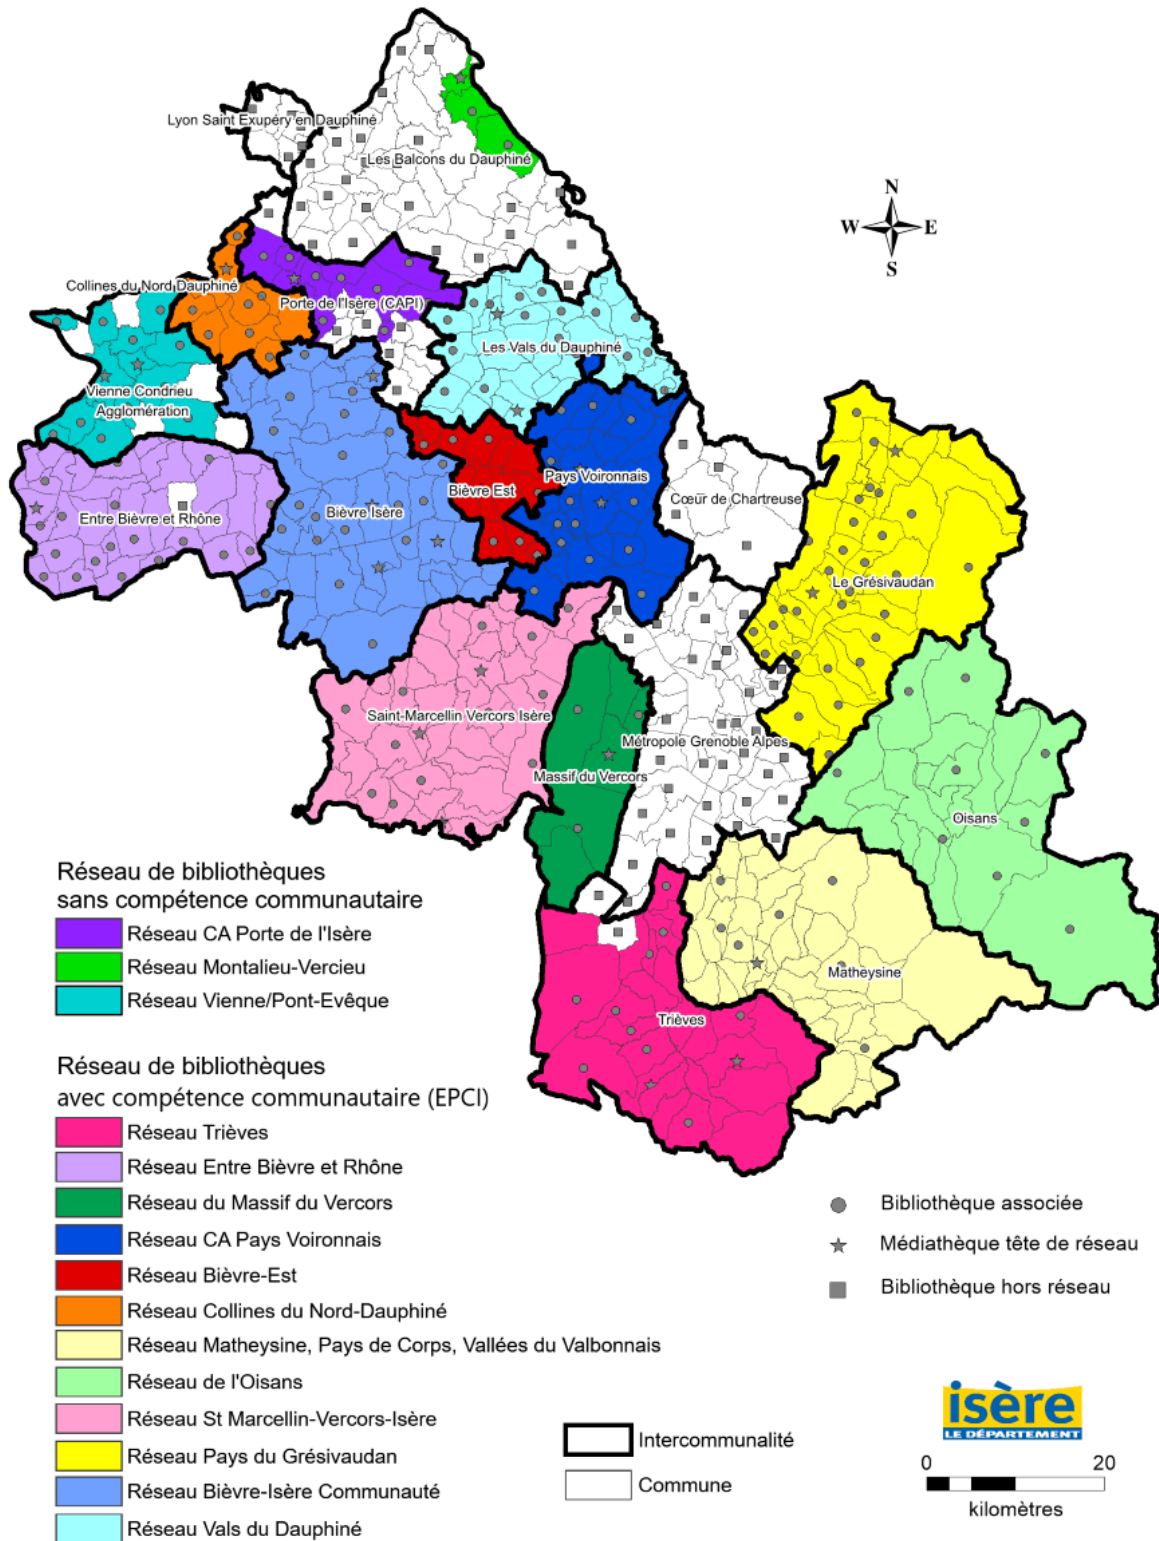 Lyon Saint Exupéry en Dauphiné
Les Balcons du Dauphiné
N
W
E
S
Collines du Nord Dauphiné
Porte de l'Isère (CAPI)
Les Vals du Dauphiné
Vienne Condrieu
Agglomération
Bièvre Est
Pays Voironnais
Cœur de Chartreuse
Entre Bièvre et Rhône
Bièvre Isère
Le Grésivaudan
Saint-Marcellin Vercors Isère
Métropole Grenoble Alpes
Massif du Vercors
Oisans
Matheysine
Trièves
Réseau de bibliothèques
sans compétence communautaire
Réseau CA Porte de l'Isère
Réseau Montalieu-Vercieu
Réseau Vienne/Pont-Evêque
Réseau de bibliothèques
avec compétence communautaire (EPCI)
Réseau Trièves
Réseau Entre Bièvre et Rhône
Réseau du Massif du Vercors
Réseau CA Pays Voironnais
Réseau Bièvre-Est
Réseau Collines du Nord-Dauphiné
Réseau Matheysine, Pays de Corps, Vallées du Valbonnais
Réseau de l'Oisans
Réseau St Marcellin-Vercors-Isère
Réseau Pays du Grésivaudan
Réseau Bièvre-Isère Communauté
Réseau Vals du Dauphiné
Bibliothèque associée
Médiathèque tête de réseau
Bibliothèque hors réseau
Intercommunalité
Commune
isère
LE DÉPARTEMENT
0 20
kilomètres